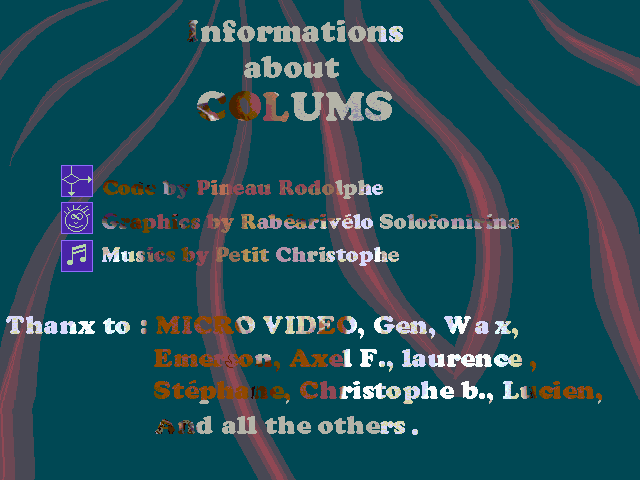 Informations
about
COLUMS
Code by Pineau Rodolphe
Graphics by Rabéarivélo Solofonirina
Musics by Petit Christophe
Thanx to : MICRO VIDEO, Gen, Wax,
Emerson, Axel F., laurence ,
Stéphane, Christophe b., Lucien,
And all the others .